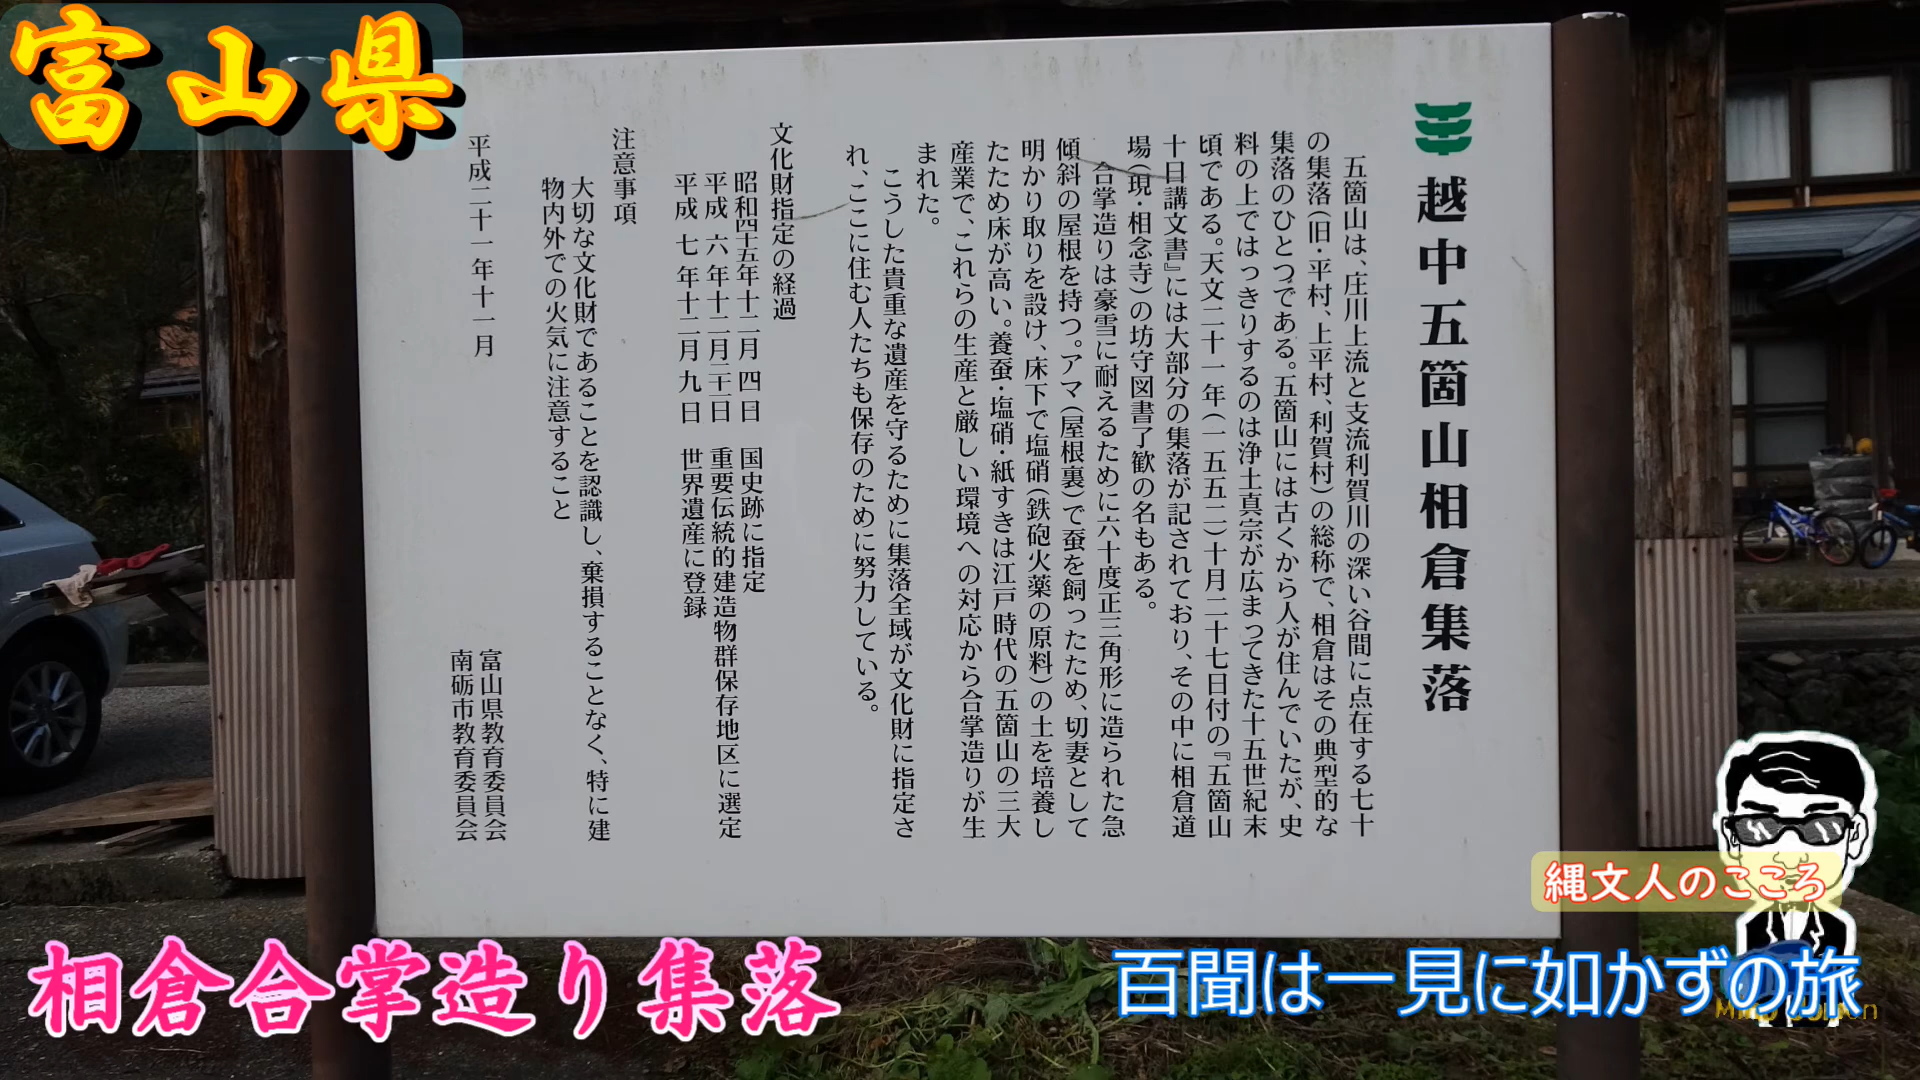 富山県
越中五箇山相倉集落
五箇山は、庄川上流と支流利賀川の深い谷間に点在する七十
の集落(旧・平村、上平村、利賀村)の総称で、相倉はその典型的な
集落のひとつである。五箇山には古くから人が住んでいたが、史
料の上ではっきりするのは浄土真宗が広まってきた十五世紀末
頃である。天文二十一年(一五五二)十月二十七日付の『五箇山
十日講文書』には大部分の集落が記されており、その中に相倉道
場(現・相念寺)の坊守図書了歓の名もある。
合掌造りは豪雪に耐えるために六十度正三角形に造られた急
傾斜の屋根を持つ。アマ(屋根裏)で蚕を飼ったため、切妻として
明かり取りを設け、床下で塩硝(鉄砲火薬の原料)の土を培養し
たため床が高い。養蚕・塩硝・紙すきは江戸時代の五箇山の三大
産業で、これらの生産と厳しい環境への対応から合掌造りが生
まれた。
こうした貴重な遺産を守るために集落全域が文化財に指定さ
れ、ここに住む人たちも保存のために努力している。
文化財指定の経過
昭和四十五年十二月 四日 国史跡に指定
平成 六年十二月二十一日 重要伝統的建造物群保存地区に選定
平成 七年十二月九日 世界遺産に登録
注意事項
大切な文化財であることを認識し、棄損することなく、特に建
物内外での火気に注意すること
平成二十一年十一月
富山県教育委員会
南砺市教育委員会
縄文人のこころ
相倉合掌造り集落
百聞は一見に如かずの旅